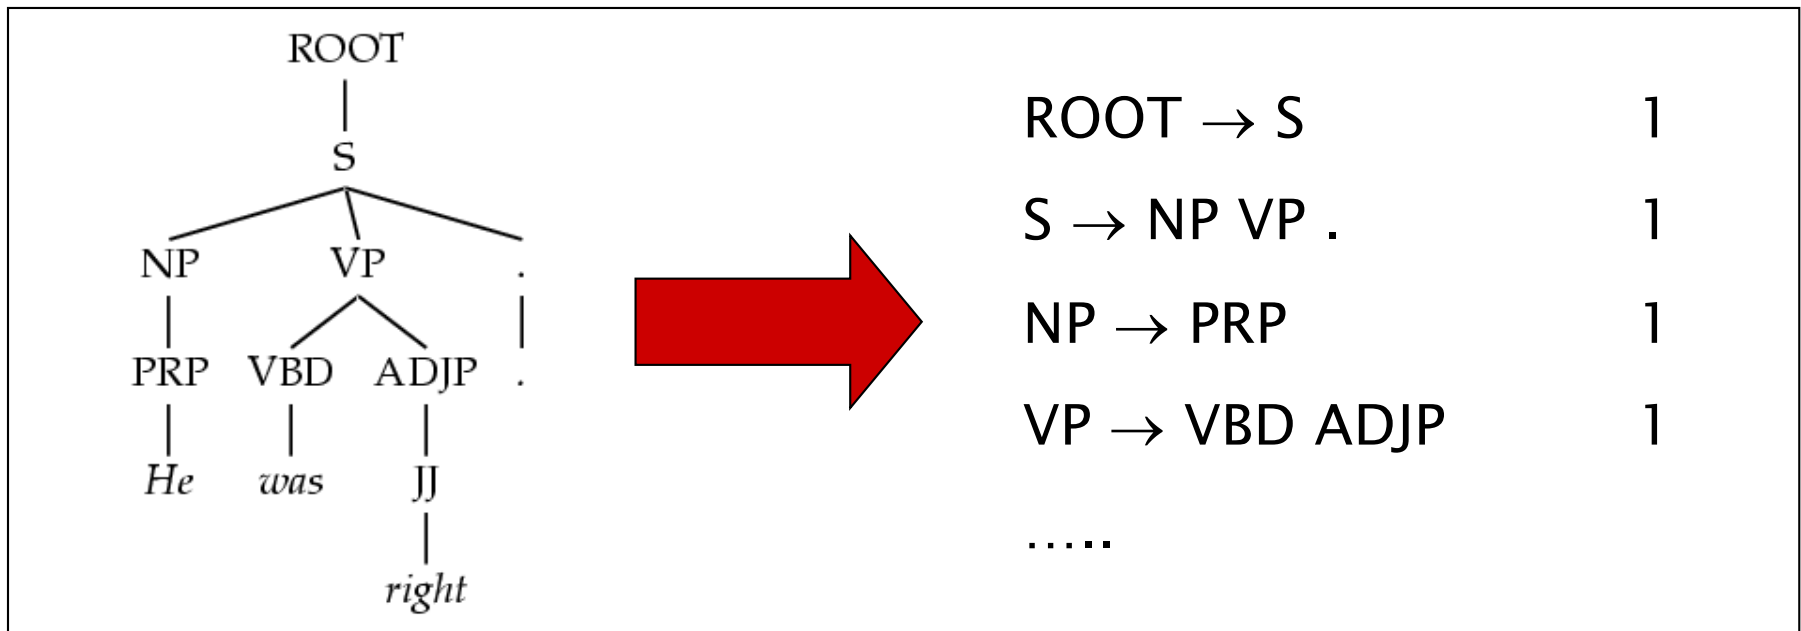 ROOT
S
NP VP .
PRP VBD ADJP .
He was JJ
right
ROOT → S 1
S → NP VP . 1
NP → PRP 1
VP → VBD ADJP 1
…..